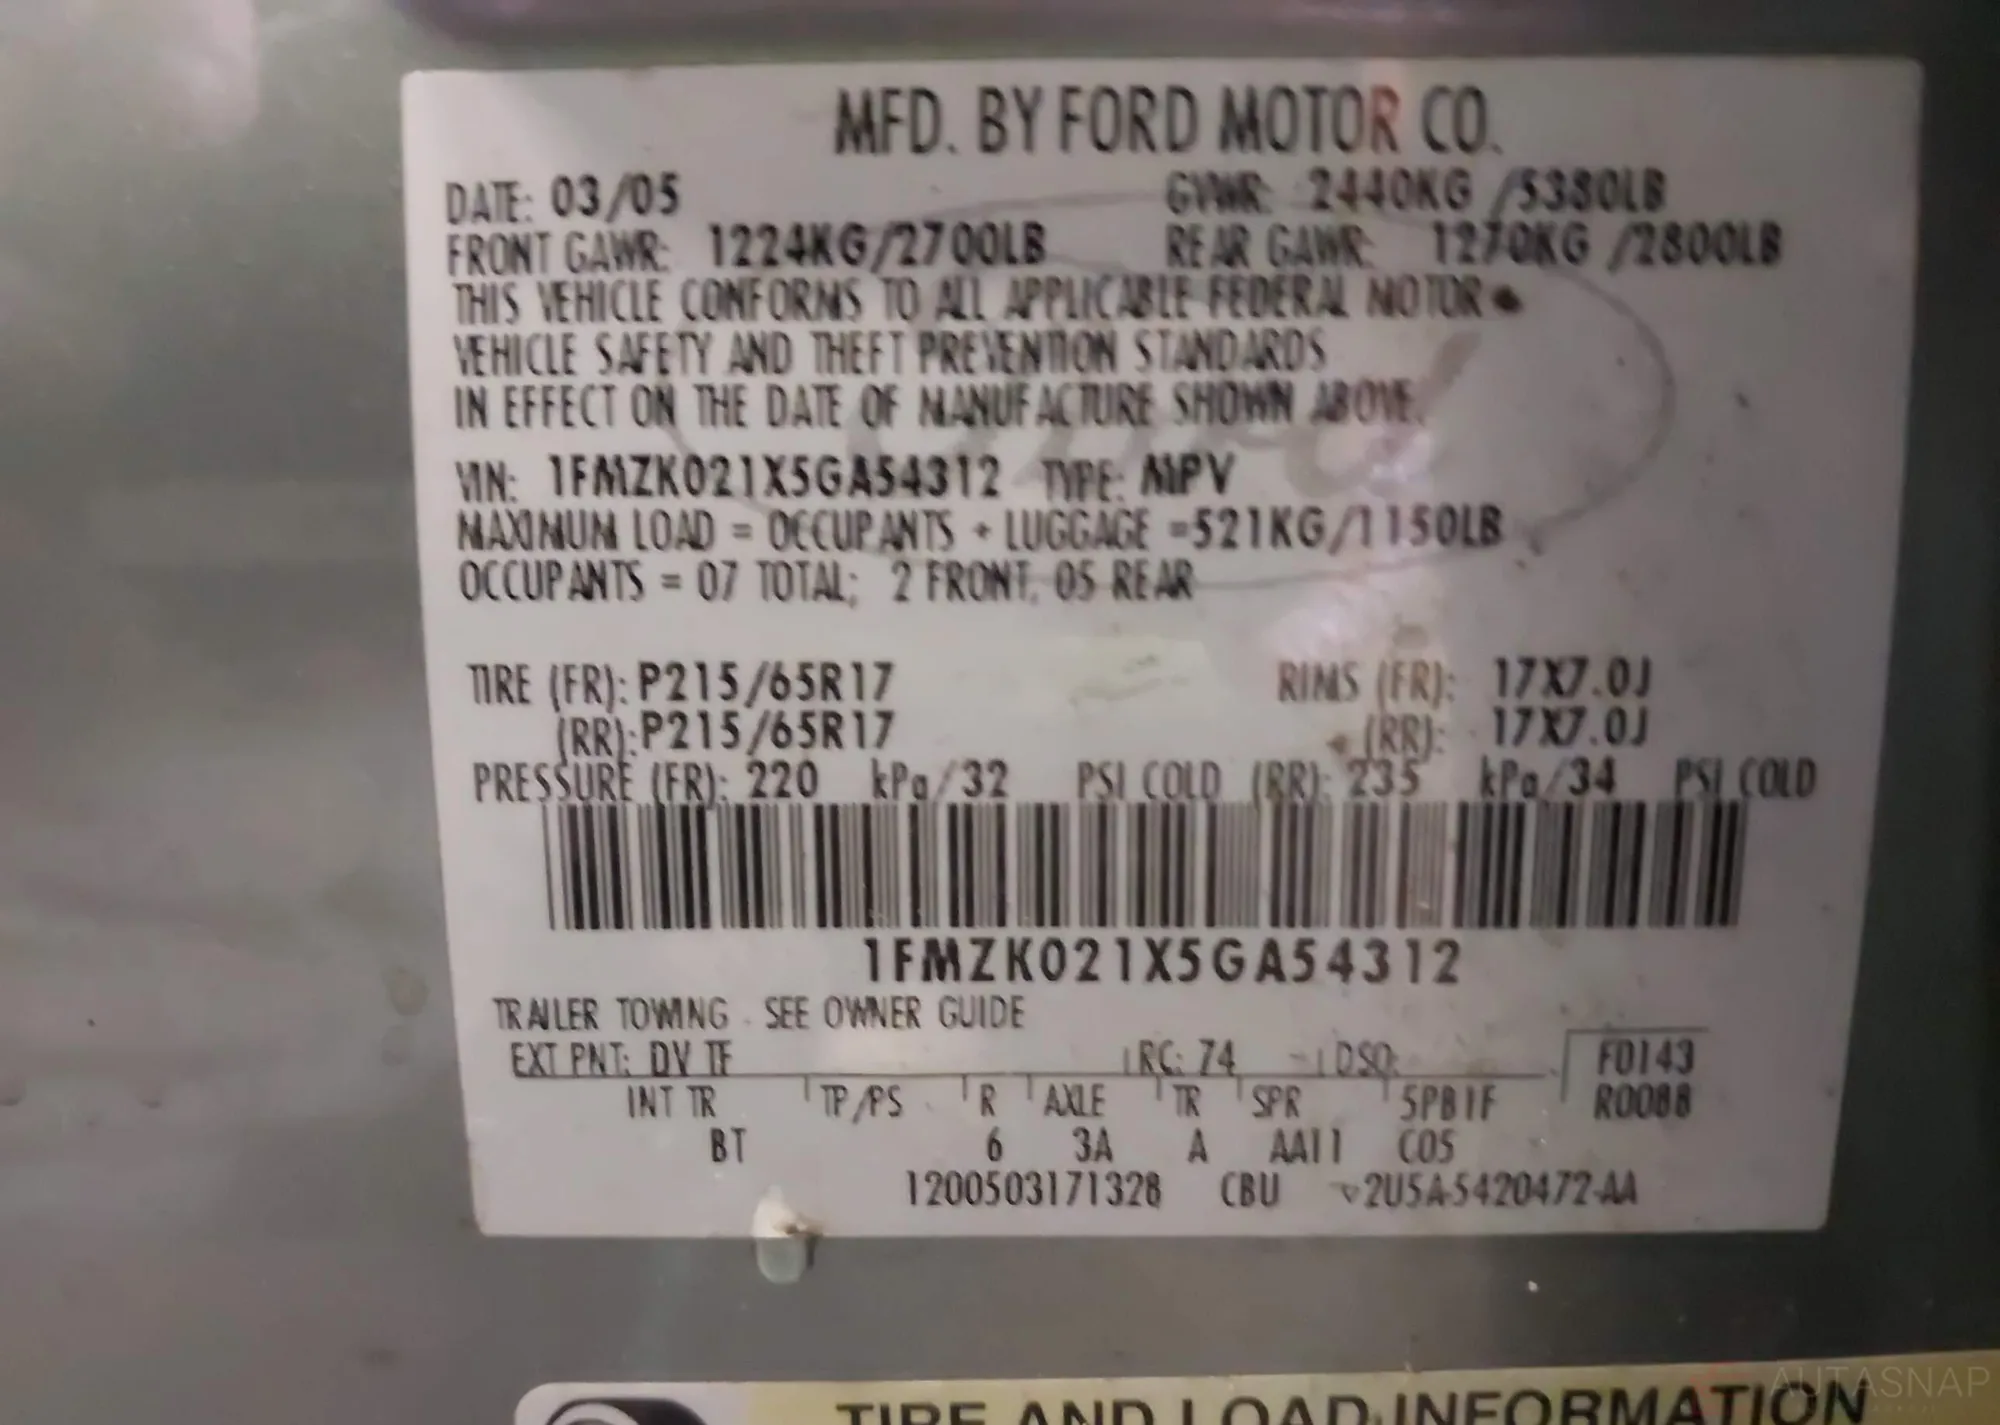 MFD. BY FORD MOTOR CO.
DATE: 03/05 GVWR: 2440KG /5380LB
FRONT GAWR: 1224KG/2700LB REAR GAWR: 1270KG /2800LB
THIS VEHICLE CONFORMS TO ALL APPLICABLE FEDERAL MOTOR
VEHICLE SAFETY AND THEFT PREVENTION STANDARDS
IN EFFECT ON THE DATE OF MANUFACTURE SHOWN ABOVE.
VIN: 1FMZK021X5GA54312 TYPE: MPV
MAXIMUM LOAD = OCCUPANTS + LUGGAGE =521KG/1150LB
OCCUPANTS = 07 TOTAL; 2 FRONT, 05 REAR
TIRE (FR): P215/65R17 RIMS (FR): 17X7.0J
(RR): P215/65R17 (RR): 17X7.0J
PRESSURE (FR): 220 kPa/32 PSI COLD (RR): 235 kPa/34 PSI COLD
1FMZK021X5GA54312
TRAILER TOWING - SEE OWNER GUIDE
EXT PNT: DV TF RC: 74 DSO: F0143
INT TR TP/PS R AXLE TR SPR 5PB1F R0088
BT 6 3A A AA11 C05
1200503171328 CBU 2U5A-5420472-AA
TIRE AND LOAD INFORMATION
AUTASNAP